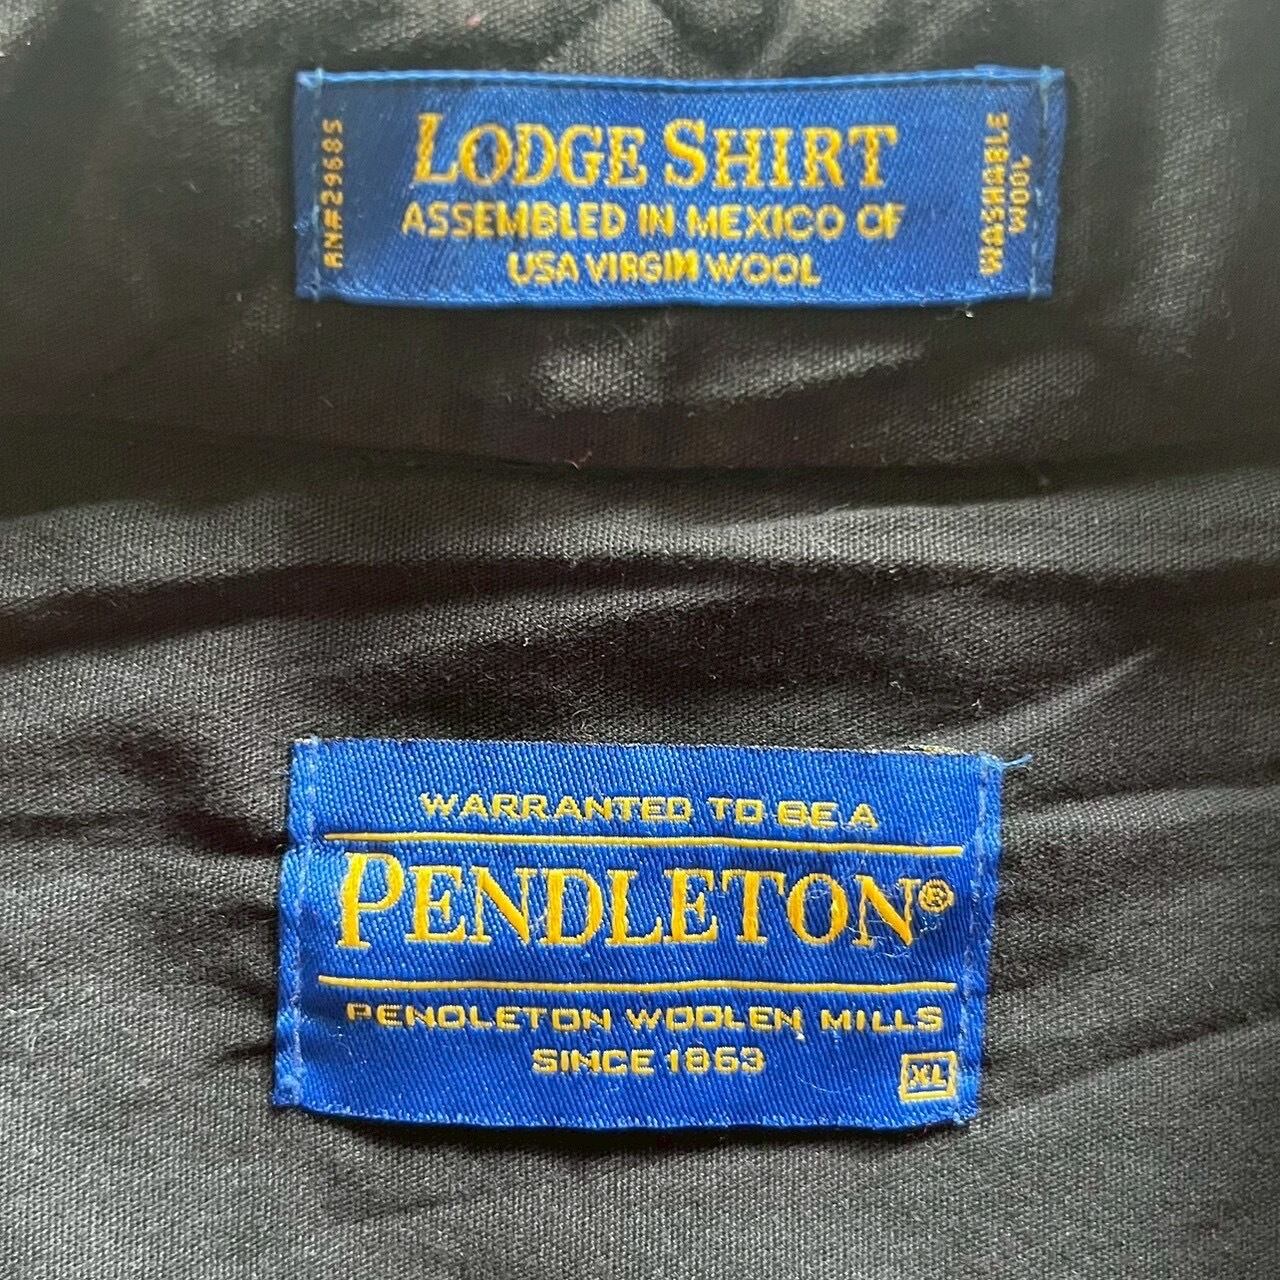 RN#29685
LODGE SHIRT
ASSEMBLED IN MEXICO OF
USA VIRGIN WOOL
WASHABLE
WOOL
PENDLETON®
WARRANTED TO BE A
PENDLETON WOOLEN MILLS
SINCE 1863
XL